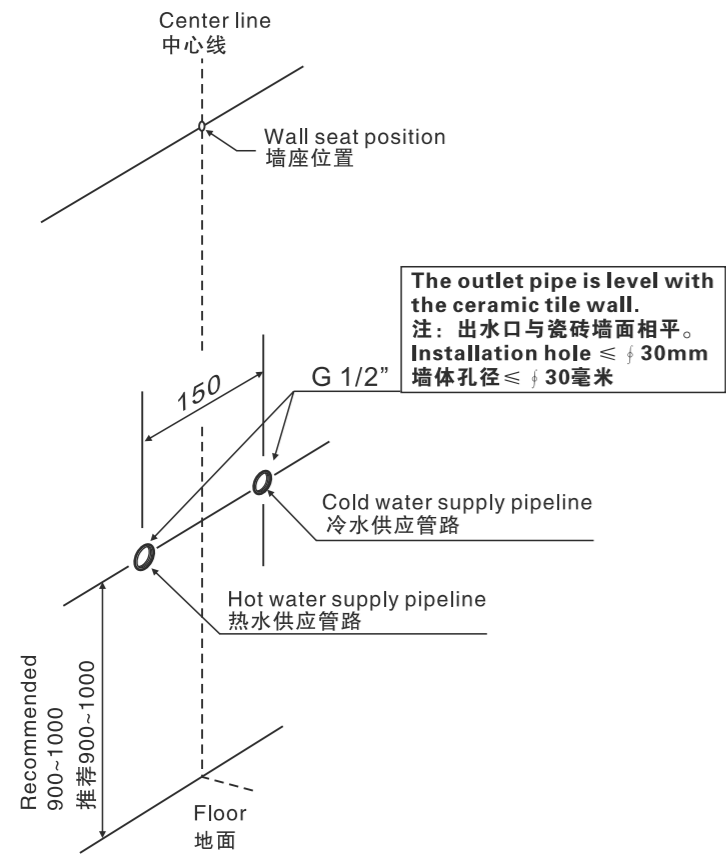 Center line
中心线
Wall seat position
墙座位置
The outlet pipe is level with
the ceramic tile wall.
注：出水口与瓷砖墙面相平。
Installation hole ≤ ∮30mm
墙体孔径≤ ∮30毫米
150
G 1/2”
Cold water supply pipeline
冷水供应管路
Hot water supply pipeline
热水供应管路
Recommended
900~1000
推荐900~1000
Floor
地面